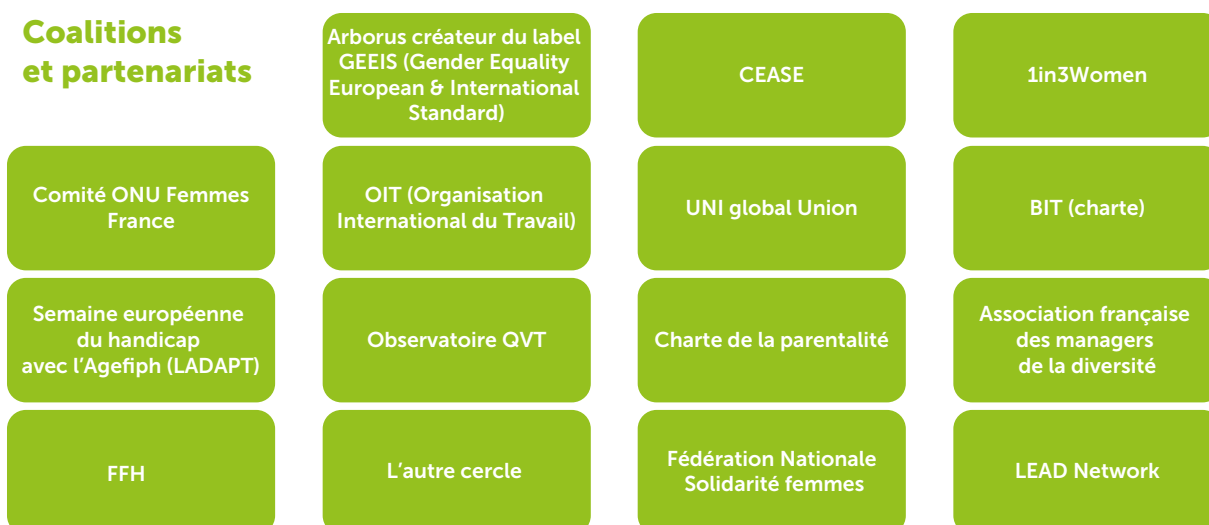 Coalitions
et partenariats
Arborus créateur du label
GEEIS (Gender Equality
European & International
Standard)
CEASE
1in3Women
Comité ONU Femmes
France
OIT (Organisation
International du Travail)
UNI global Union
BIT (charte)
Semaine européenne
du handicap
avec l'Agefiph (LADAPT)
Observatoire QVT
Charte de la parentalité
Association française
des managers
de la diversité
FFH
L'autre cercle
Fédération Nationale
Solidarité femmes
LEAD Network